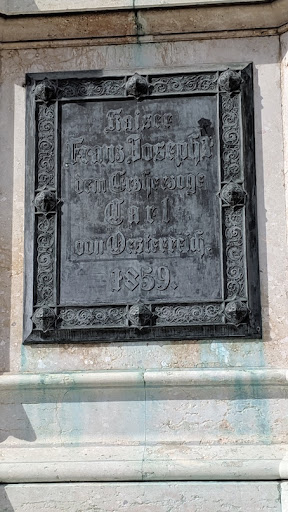 Kaiser
Franz Joseph I.
dem Erzherzoge
Carl
von Oesterreich
1859.